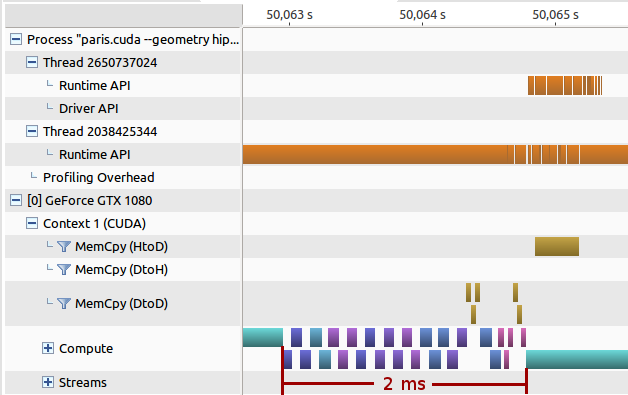 50,063 s 50,064 s 50,065 s
Process "paris.cuda --geometry hip...
Thread 2650737024
Runtime API
Driver API
Thread 2038425344
Runtime API
Profiling Overhead
[0] GeForce GTX 1080
Context 1 (CUDA)
MemCpy (HtoD)
MemCpy (DtoH)
MemCpy (DtoD)
Compute
Streams
2 ms